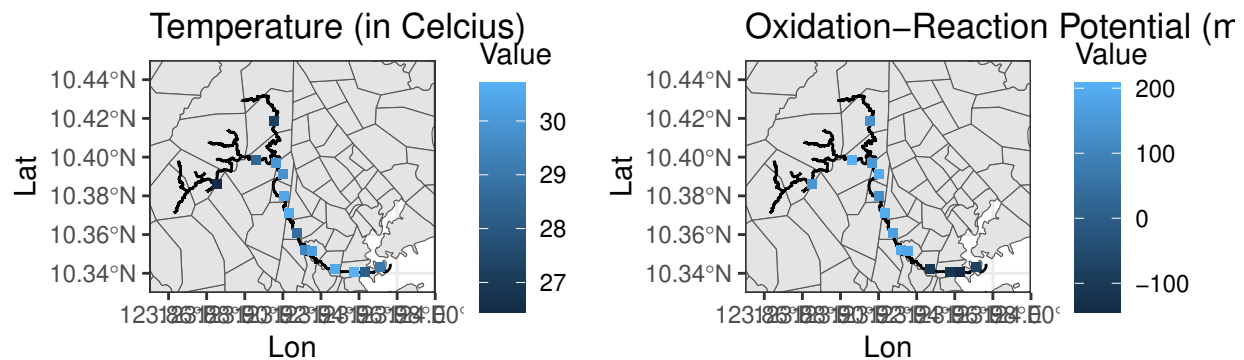 Temperature (in Celcius)
Value
10.44°N
10.42°N
10.40°N
10.38°N
10.36°N
10.34°N
Lat
Lon
30
29
28
27
Oxidation−Reaction Potential (m
Value
10.44°N
10.42°N
10.40°N
10.38°N
10.36°N
10.34°N
Lat
Lon
200
100
0
−100